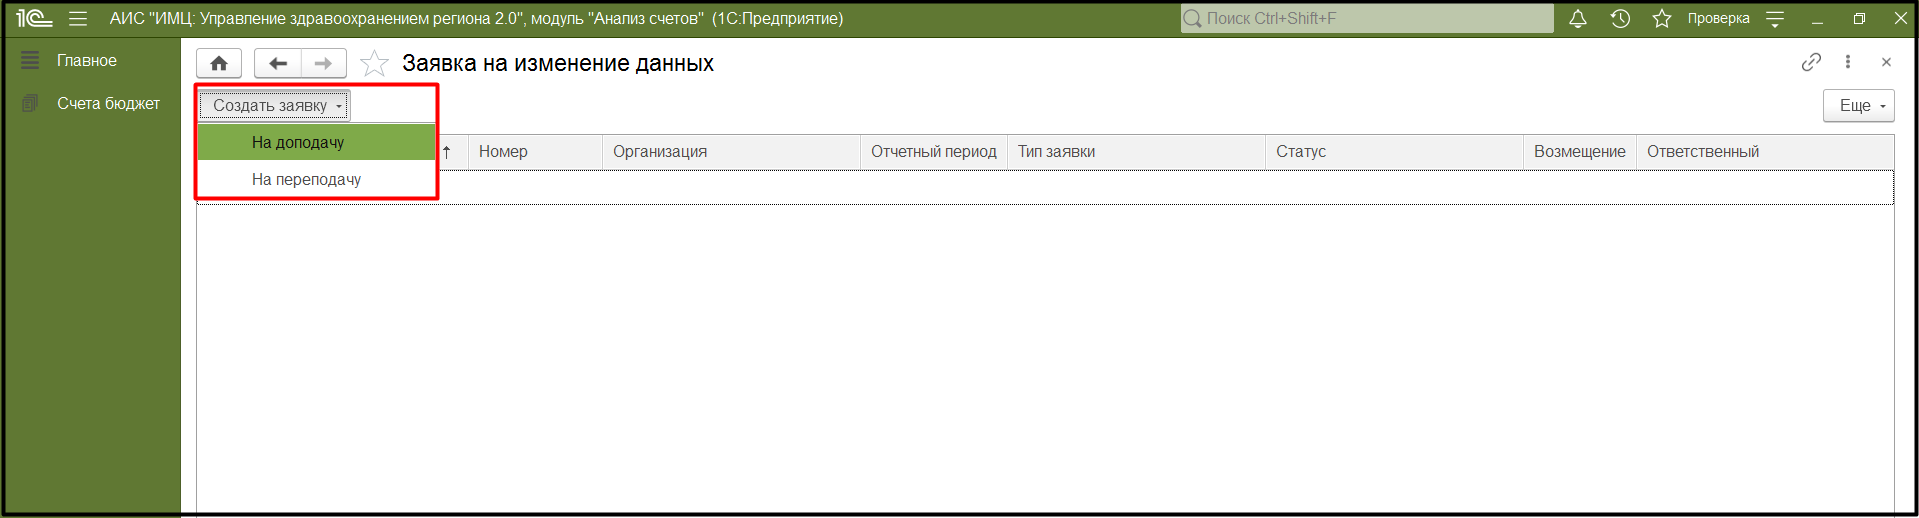 1С АИС "ИМЦ: Управление здравоохранением региона 2.0", модуль "Анализ счетов" (1С:Предприятие) Поиск Ctrl+Shift+F Проверка
Главное
Счета бюджет
Заявка на изменение данных
Создать заявку Еще
На доподачу
На переподачу
Номер Организация Отчетный период Тип заявки Статус Возмещение Ответственный